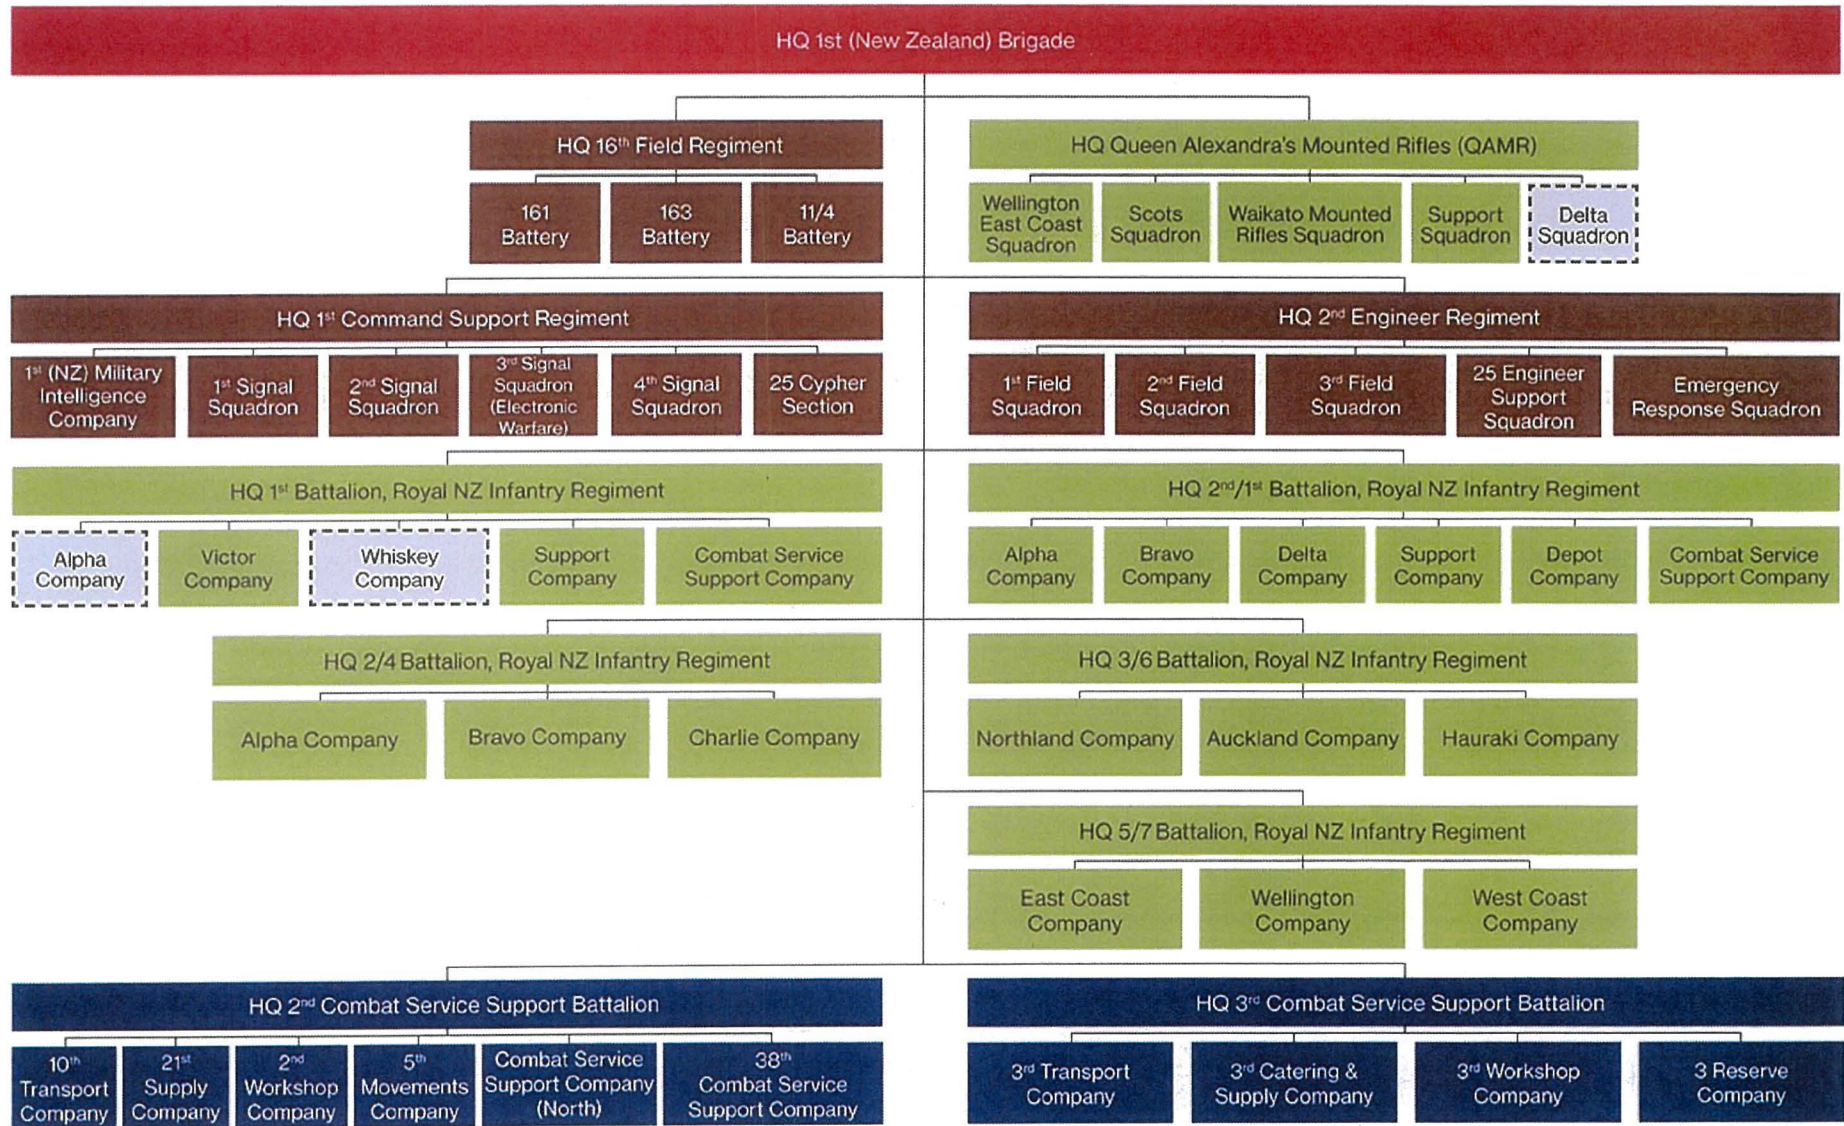 HQ 1st (New Zealand) Brigade
HQ 16th Field Regiment
161
Battery
163
Battery
11/4
Battery
HQ Queen Alexandra's Mounted Rifles (QAMR)
Wellington
East Coast
Squadron
Scots
Squadron
Waikato Mounted
Rifles Squadron
Support
Squadron
Delta
Squadron
HQ 1st Command Support Regiment
1st (NZ) Military
Intelligence
Company
1st Signal
Squadron
2nd Signal
Squadron
3rd Signal
Squadron
(Electronic
Warfare)
4th Signal
Squadron
25 Cypher
Section
HQ 2nd Engineer Regiment
1st Field
Squadron
2nd Field
Squadron
3rd Field
Squadron
25 Engineer
Support
Squadron
Emergency
Response Squadron
HQ 1st Battalion, Royal NZ Infantry Regiment
Alpha
Company
Victor
Company
Whiskey
Company
Support
Company
Combat Service
Support Company
HQ 2nd/1st Battalion, Royal NZ Infantry Regiment
Alpha
Company
Bravo
Company
Delta
Company
Support
Company
Depot
Company
Combat Service
Support Company
HQ 2/4 Battalion, Royal NZ Infantry Regiment
Alpha Company
Bravo Company
Charlie Company
HQ 3/6 Battalion, Royal NZ Infantry Regiment
Northland Company
Auckland Company
Hauraki Company
HQ 5/7 Battalion, Royal NZ Infantry Regiment
East Coast
Company
Wellington
Company
West Coast
Company
HQ 2nd Combat Service Support Battalion
10th
Transport
Company
21st
Supply
Company
2nd
Workshop
Company
5th
Movements
Company
Combat Service
Support Company
(North)
38th
Combat Service
Support Company
HQ 3rd Combat Service Support Battalion
3rd Transport
Company
3rd Catering &
Supply Company
3rd Workshop
Company
3 Reserve
Company